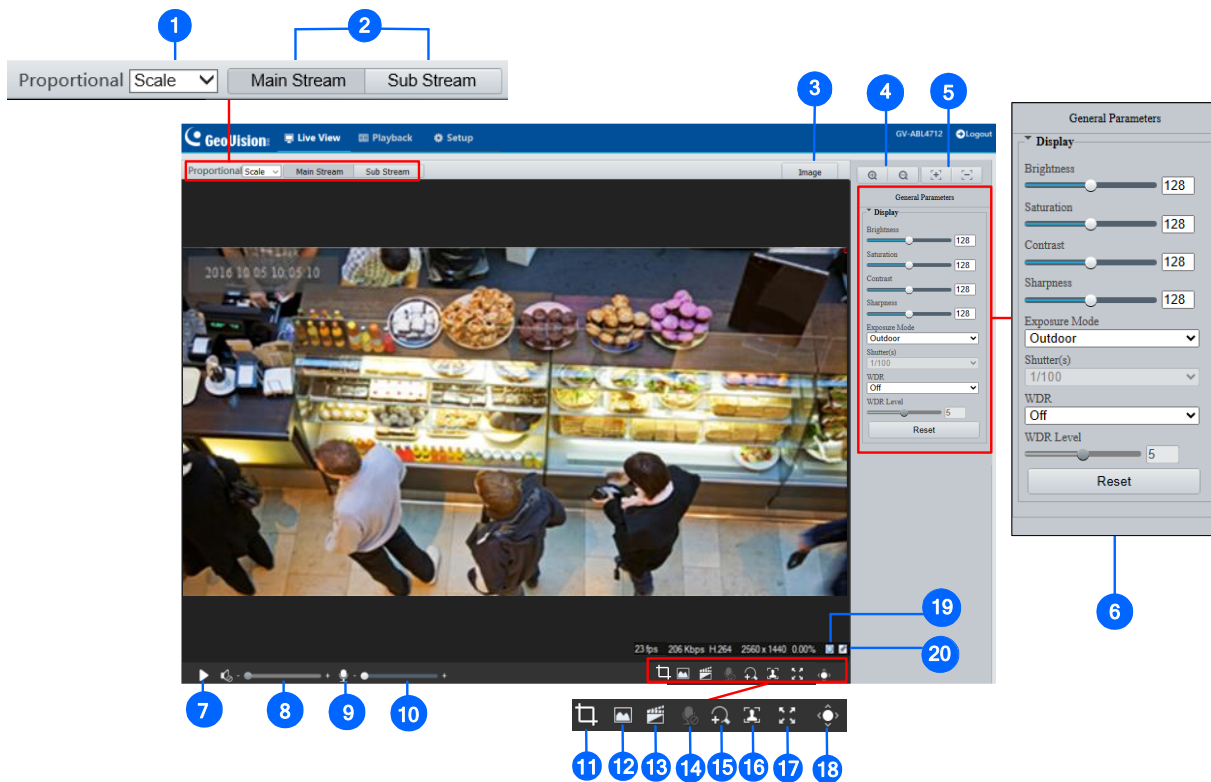 1
2
Proportional Scale Main Stream Sub Stream
3
4
5
GeoVision Live View Playback Setup GV-ABL4712 Logout
Proportional Scale Main Stream Sub Stream Image
General Parameters
Display
Brightness
128
Saturation
128
Contrast
128
Sharpness
128
Exposure Mode
Outdoor
Shutter(s)
1/100
WDR
Off
WDR Level
5
Reset
General Parameters
Display
Brightness
128
Saturation
128
Contrast
128
Sharpness
128
Exposure Mode
Outdoor
Shutter(s)
1/100
WDR
Off
WDR Level
5
Reset
6
2016 10 05 10:05:10
19
23 fps 206 Kbps H.264 2560 x 1440 0.00%
20
- + - +
7
8
9
10
11
12
13
14
15
16
17
18